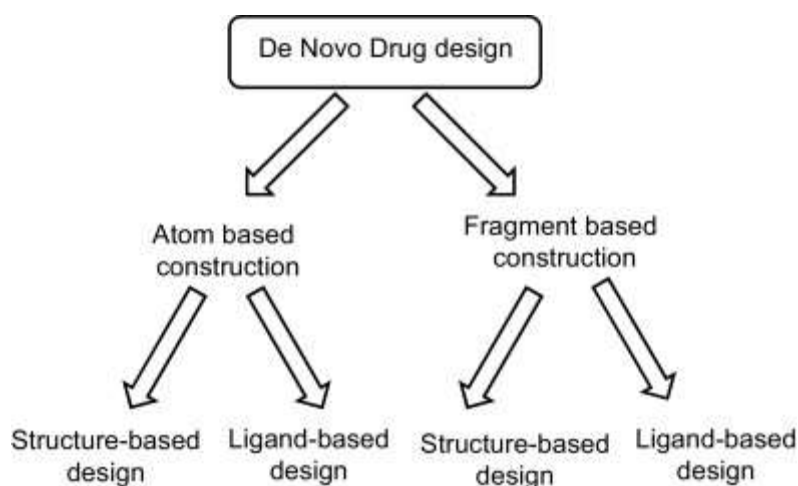 De Novo Drug design
Atom based
construction
Fragment based
construction
Structure-based
design
Ligand-based
design
Structure-based
design
Ligand-based
design